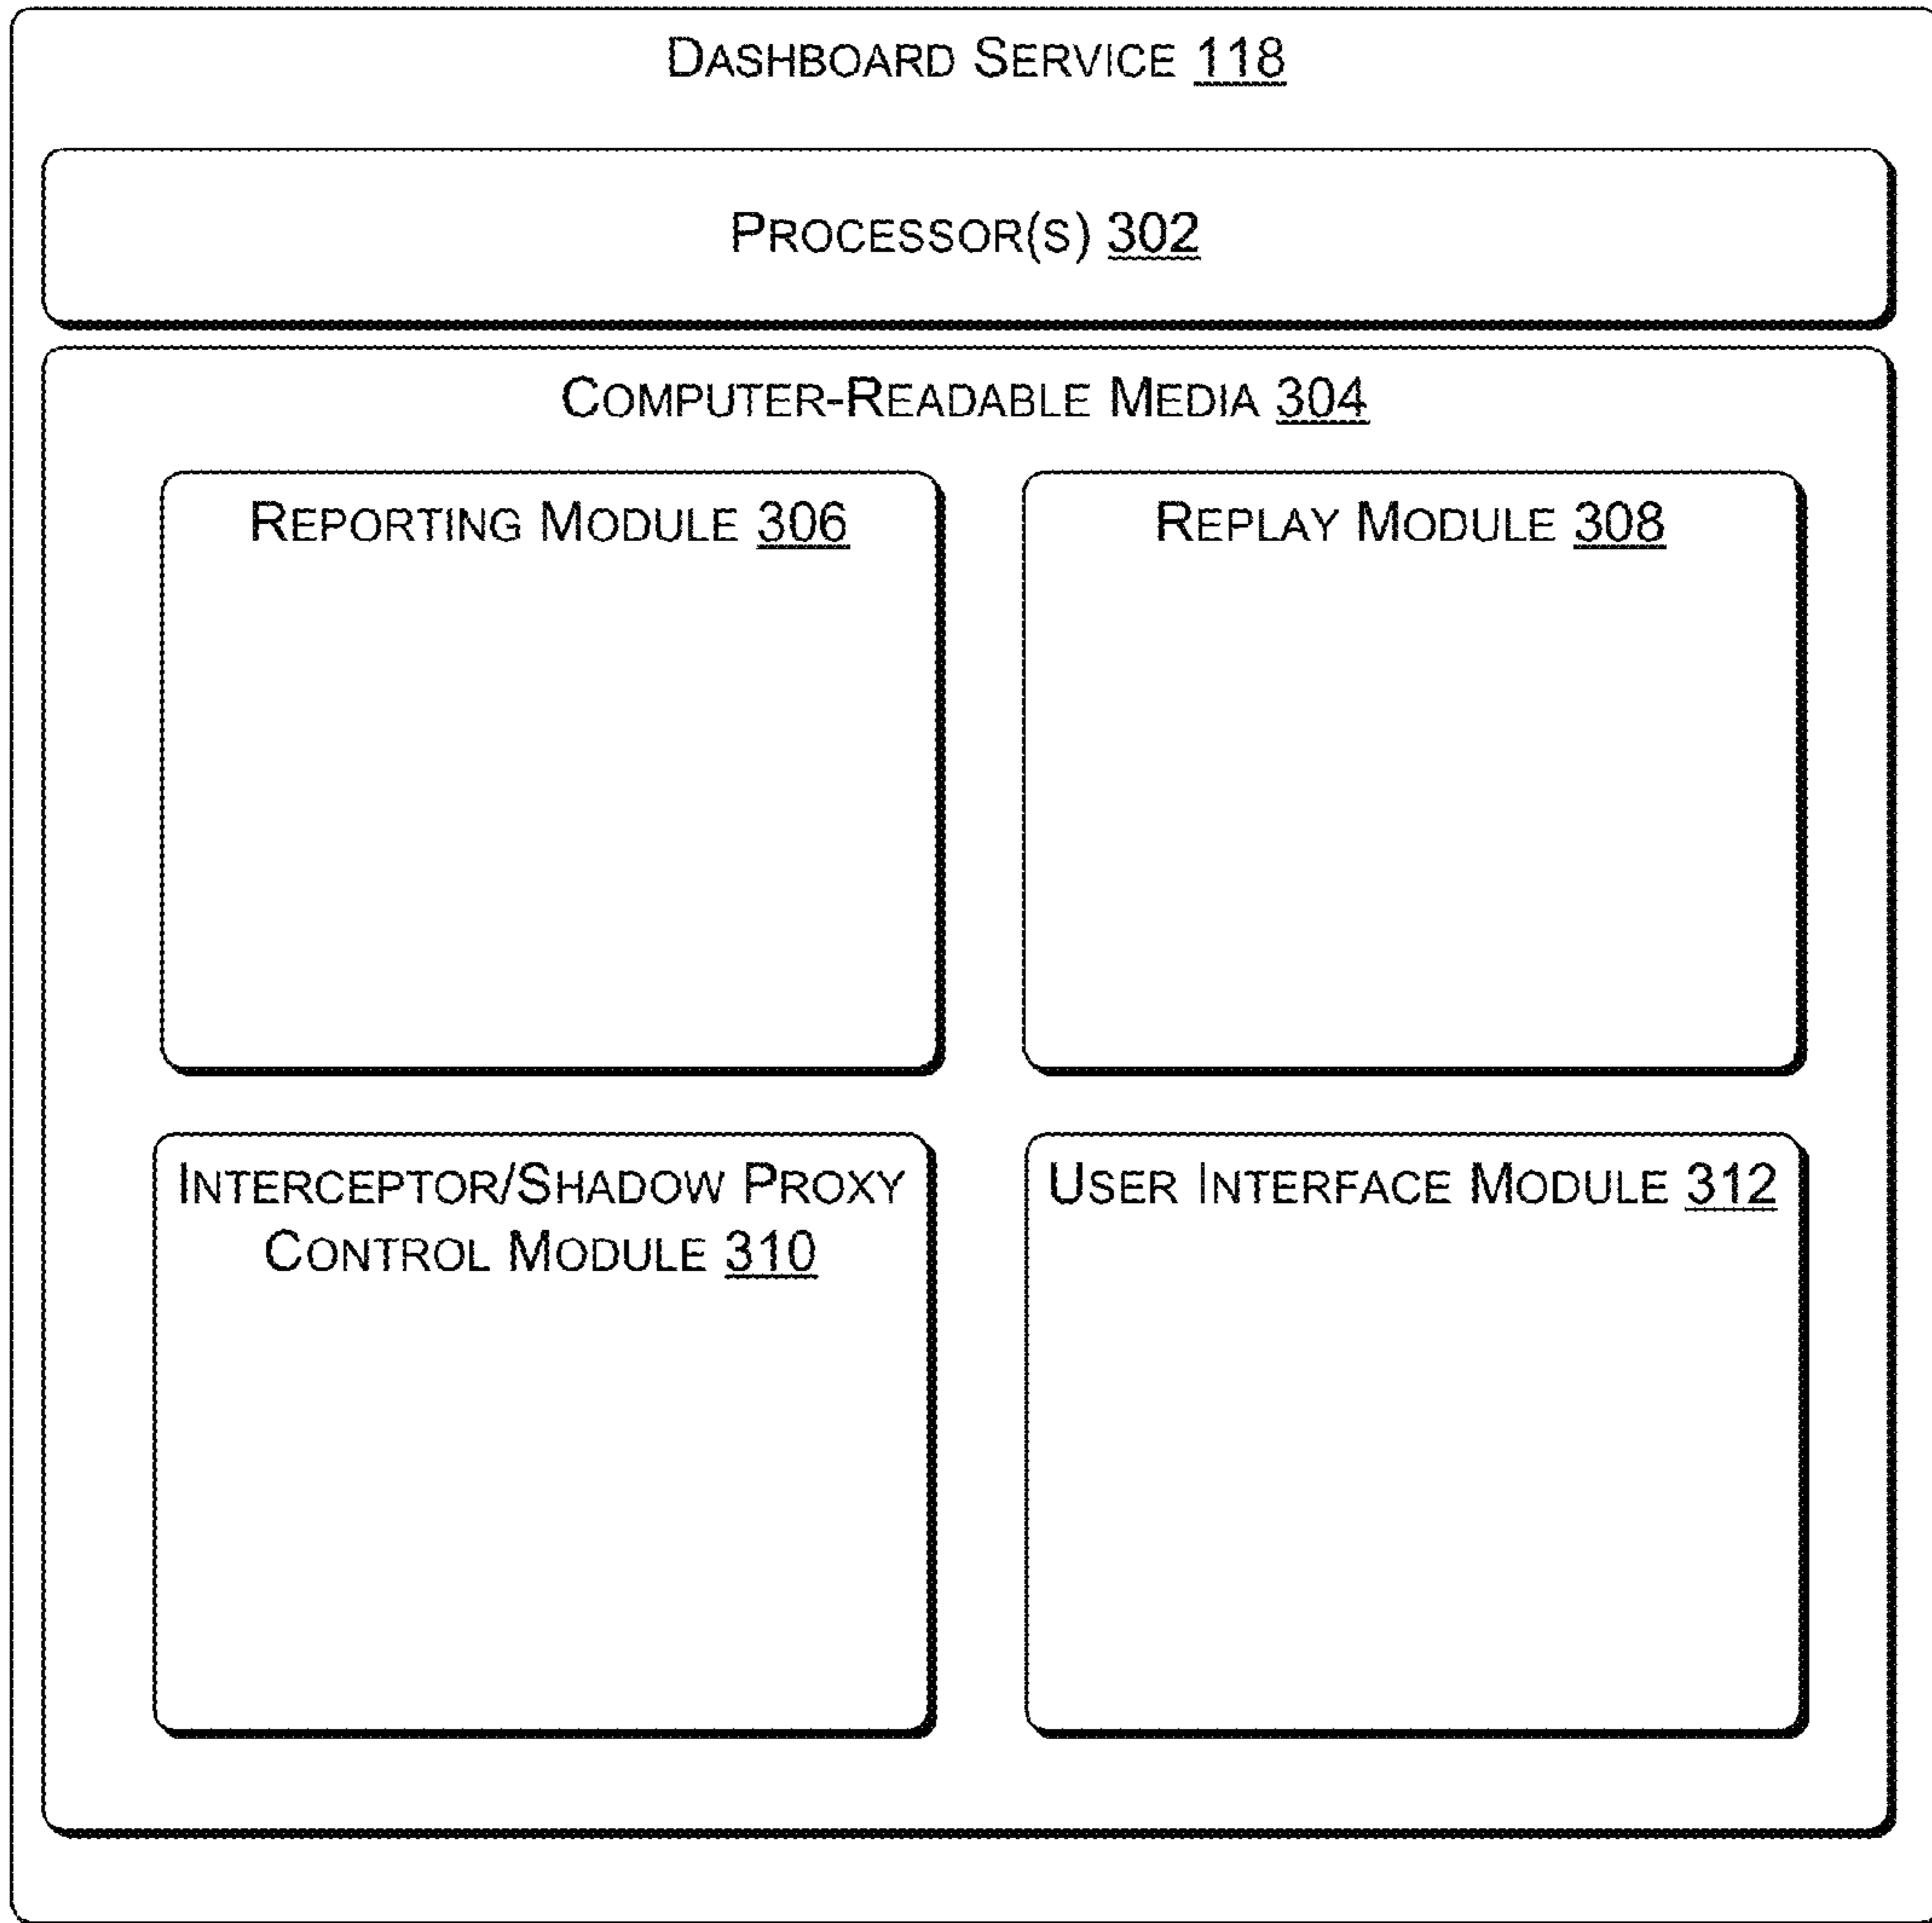 DASHBOARD SERVICE 118
PROCESSOR(S) 302
COMPUTER-READABLE MEDIA 304
REPORTING MODULE 306
REPLAY MODULE 308
INTERCEPTOR/SHADOW PROXY
CONTROL MODULE 310
USER INTERFACE MODULE 312